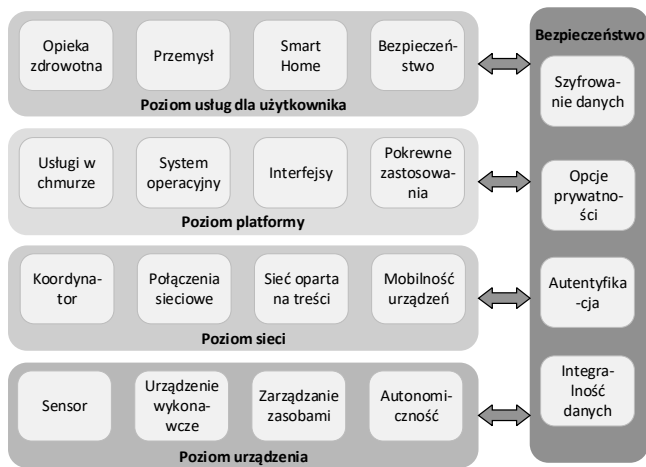 Opieka
zdrowotna
Przemysł
Smart
Home
Bezpieczeń-
stwo
Poziom usług dla użytkownika
Usługi w
chmurze
System
operacyjny
Interfejsy
Pokrewne
zastosowa-
nia
Poziom platformy
Koordyna-
tor
Połączenia
sieciowe
Sieć oparta
na treści
Mobilność
urządzeń
Poziom sieci
Sensor
Urządzenie
wykona-
wcze
Zarządzanie
zasobami
Autonomi-
czność
Poziom urządzenia
Bezpieczeństwo
Szyfrowa-
nie danych
Opcje
prywatno-
ści
Autentyfika
-cja
Integra-
lność
danych